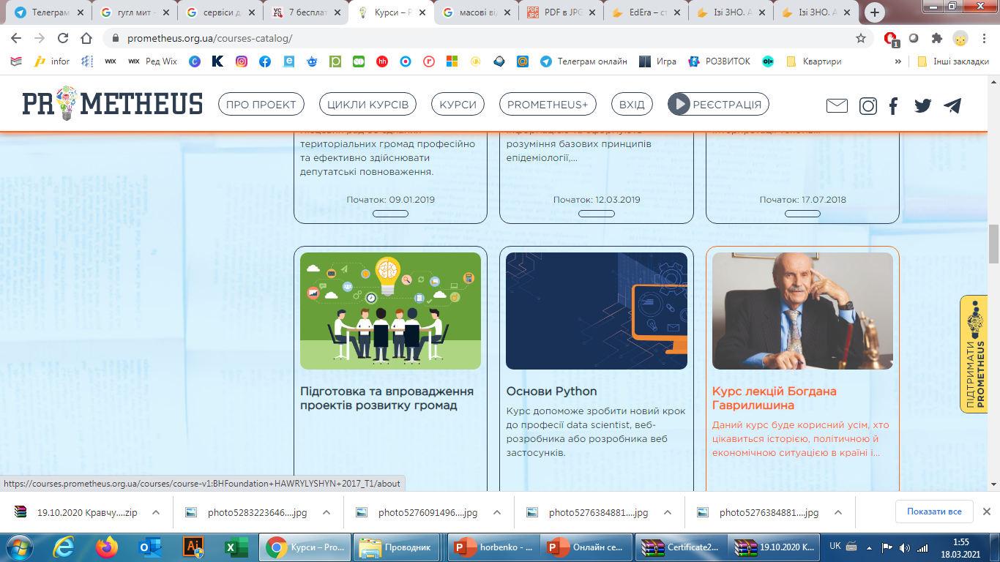 Телеграм
гугл мит -
сервіси д
7 бесплат
Курси – P
масові ві
PDF в JPG
EdEra – ст
Ізі ЗНО. А
Ізі ЗНО. А
prometheus.org.ua/courses-catalog/
1
infor
WIX
WIX Ред Wix
Телеграм онлайн
Игра
РОЗВИТОК
Квартири
»
Інші закладки
PROMETHEUS
ПРО ПРОЕКТ
ЦИКЛИ КУРСІВ
КУРСИ
PROMETHEUS+
ВХІД
РЕЄСТРАЦІЯ
територіальних громад професійно
та ефективно здійснювати
депутатські повноваження.
Початок: 09.01.2019
розуміння базових принципів
епідеміології,...
Початок: 12.03.2019
Початок: 17.07.2018
Підготовка та впровадження
проектів розвитку громад
Основи Python
Курс допоможе зробити новий крок
до професії data scientist, веб-
розробника або розробника веб
застосунків.
Курс лекцій Богдана
Гаврилишина
Даний курс буде корисний усім, хто
цікавиться історією, політичною й
економічною ситуацією в країні і...
ПІДТРИМАТИ
PROMETHEUS
https://courses.prometheus.org.ua/courses/course-v1:BHFoundation+HAWRYLYSHYN+2017_T1/about
19.10.2020 Кравчу....zip
photo5283223646....jpg
photo5276091496....jpg
photo5276384881....jpg
photo5276384881....jpg
Показати все
Курси – Pro...
Проводник
horbenko - ...
Онлайн се...
Certificate2...
19.10.2020 K...
UK
1:55
18.03.2021